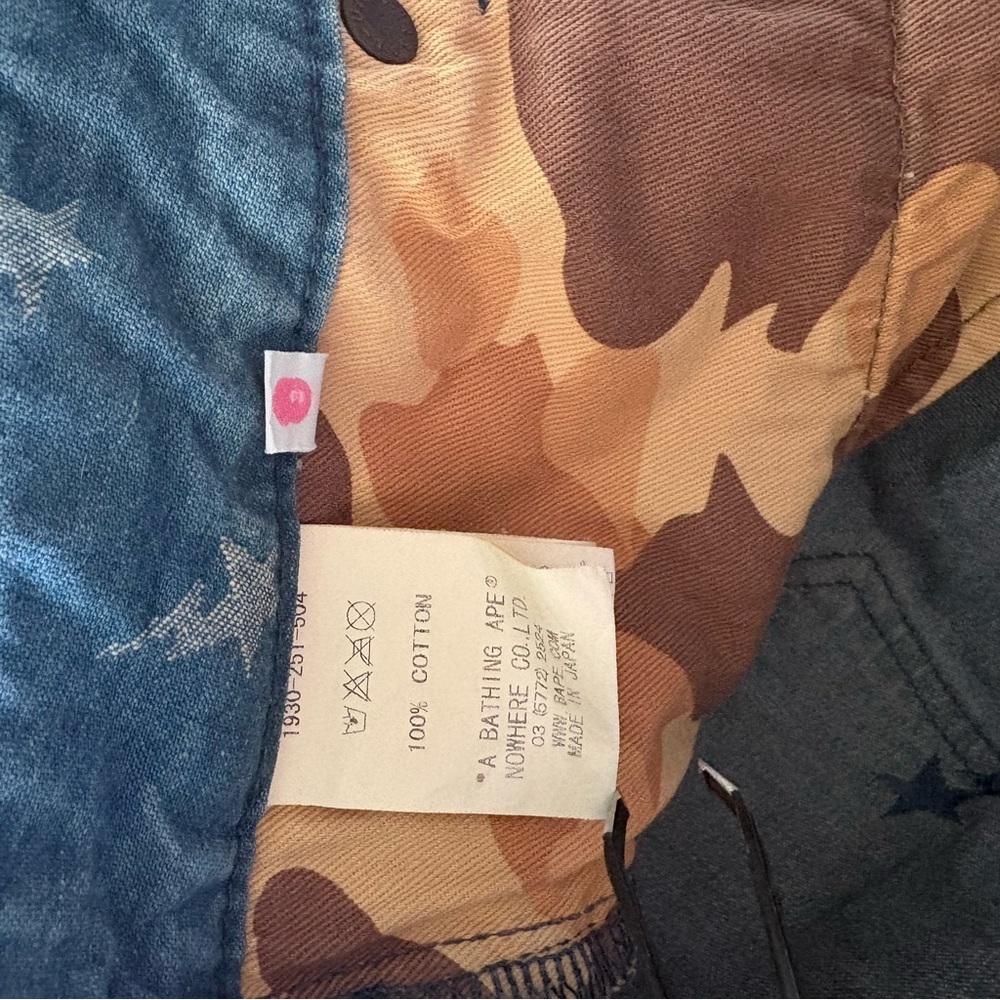 1930-251-504
100% COTTON
"A BATHING APE®
NOWHERE CO.,LTD.
03 (5772) 2524
WWW. BAPE. COM
MADE IN JAPAN